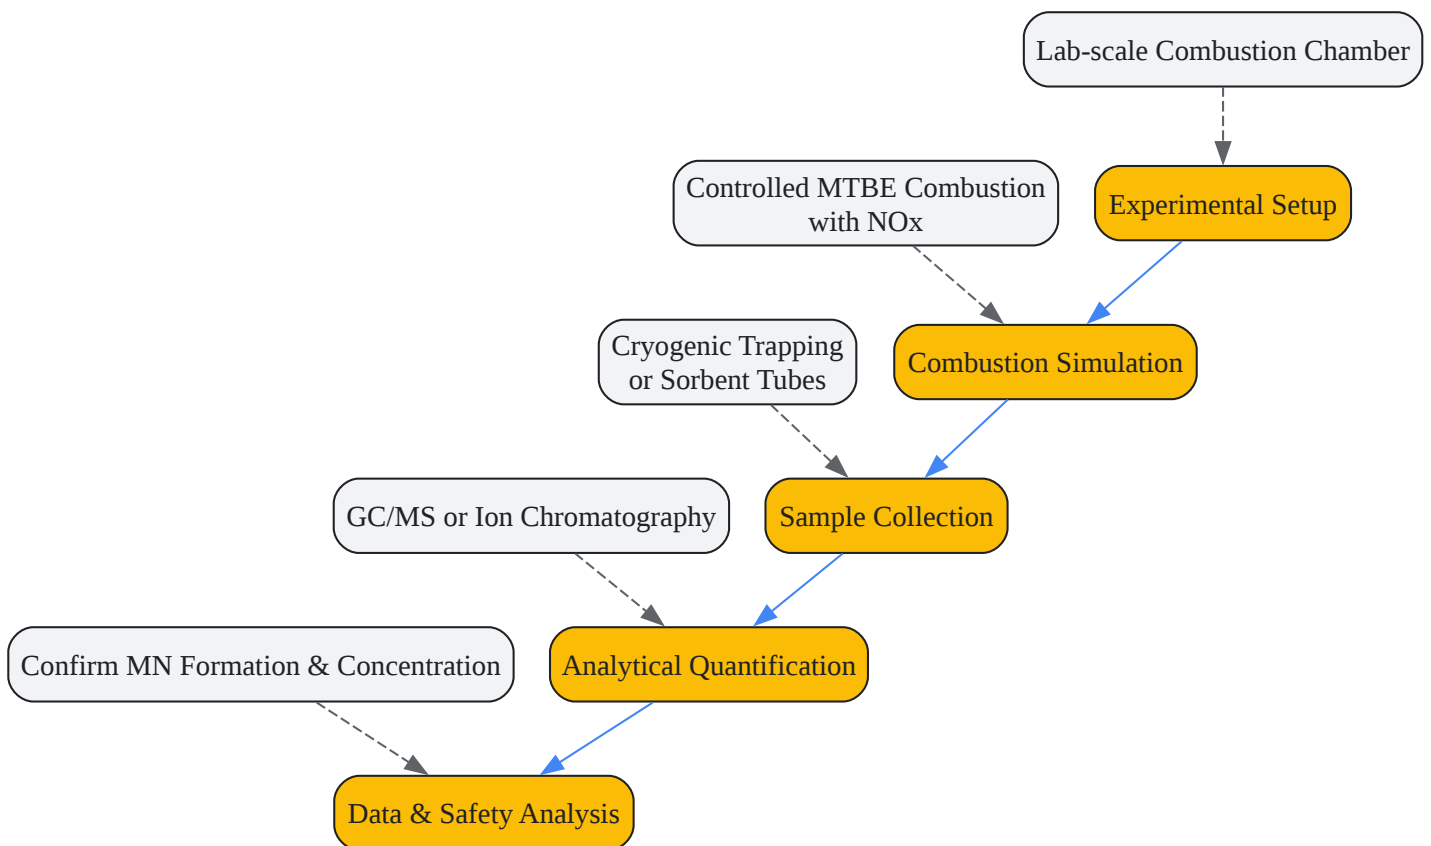 Lab-scale Combustion Chamber
Controlled MTBE Combustion
with NOx
Experimental Setup
Cryogenic Trapping
or Sorbent Tubes
Combustion Simulation
GC/MS or Ion Chromatography
Sample Collection
Confirm MN Formation & Concentration
Analytical Quantification
Data & Safety Analysis